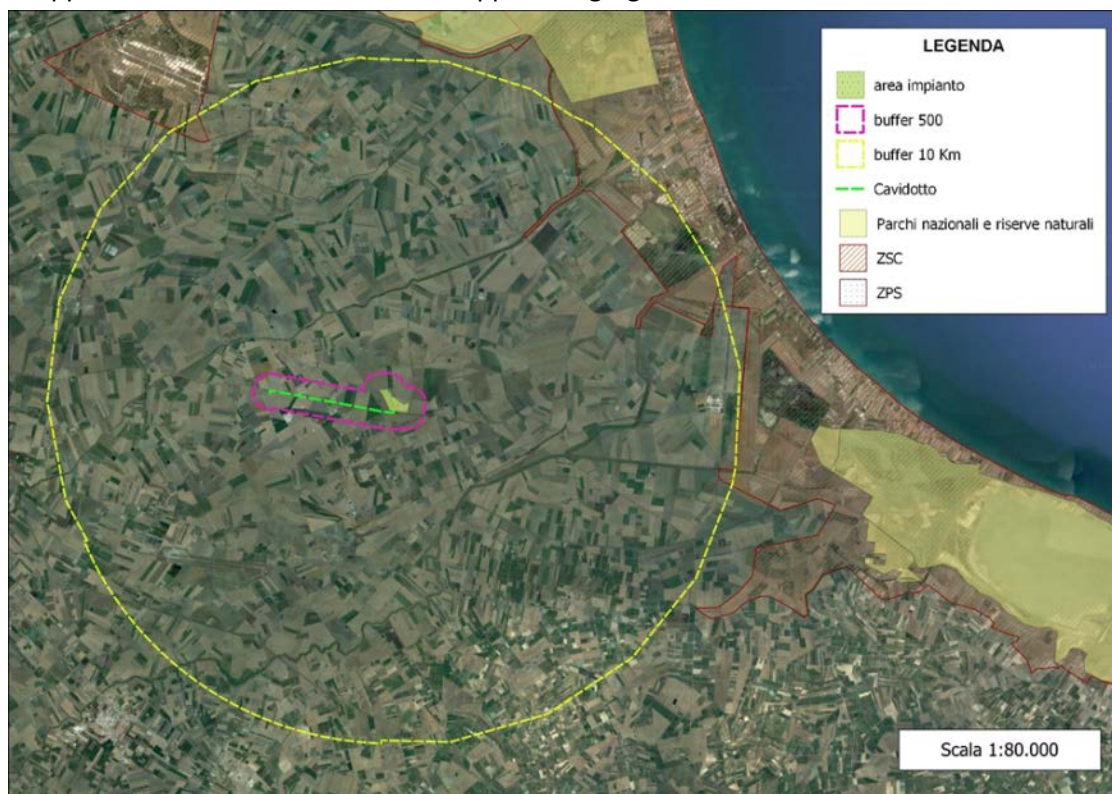 LEGENDA
area impianto
buffer 500
buffer 10 Km
Cavidotto
Parchi nazionali e riserve naturali
ZSC
ZPS
Scala 1:80.000